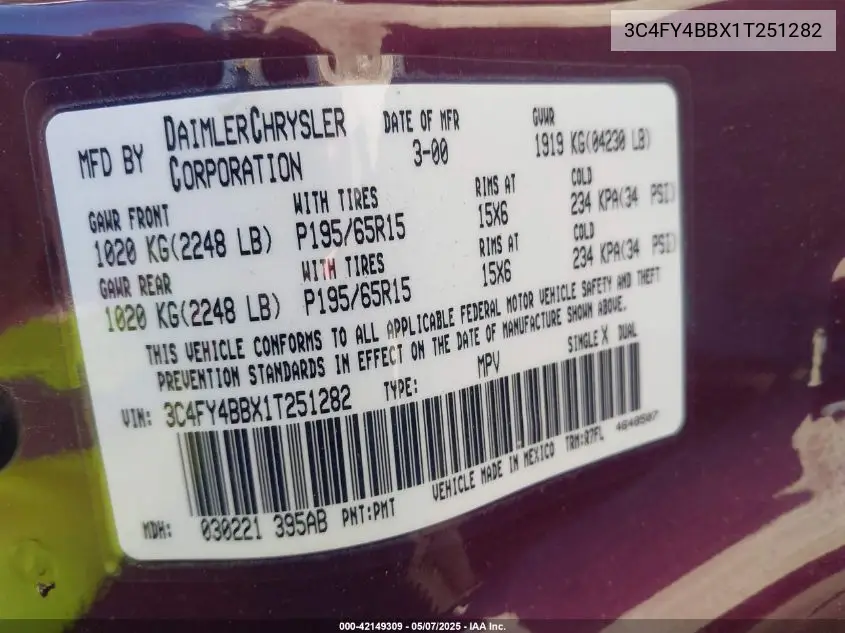 3C4FY4BBX1T251282
MFD BY DAIMLERCHRYSLER CORPORATION
DATE OF MFR 3-00
GVWR 1919 KG(04230 LB)
GAWR FRONT WITH TIRES RIMS AT COLD
1020 KG(2248 LB) P195/65R15 15X6 234 KPA(34 PSI)
GAWR REAR WITH TIRES RIMS AT COLD
1020 KG(2248 LB) P195/65R15 15X6 234 KPA(34 PSI)
THIS VEHICLE CONFORMS TO ALL APPLICABLE FEDERAL MOTOR VEHICLE SAFETY AND THEFT
PREVENTION STANDARDS IN EFFECT ON THE DATE OF MANUFACTURE SHOWN ABOVE.
VIN: 3C4FY4BBX1T251282 TYPE: MPV SINGLE X DUAL
MDH: 030221 395AB PNT:PMT VEHICLE MADE IN MEXICO TRM:R7FL 4640507
000-42149309 - 05/07/2025 - IAA Inc.